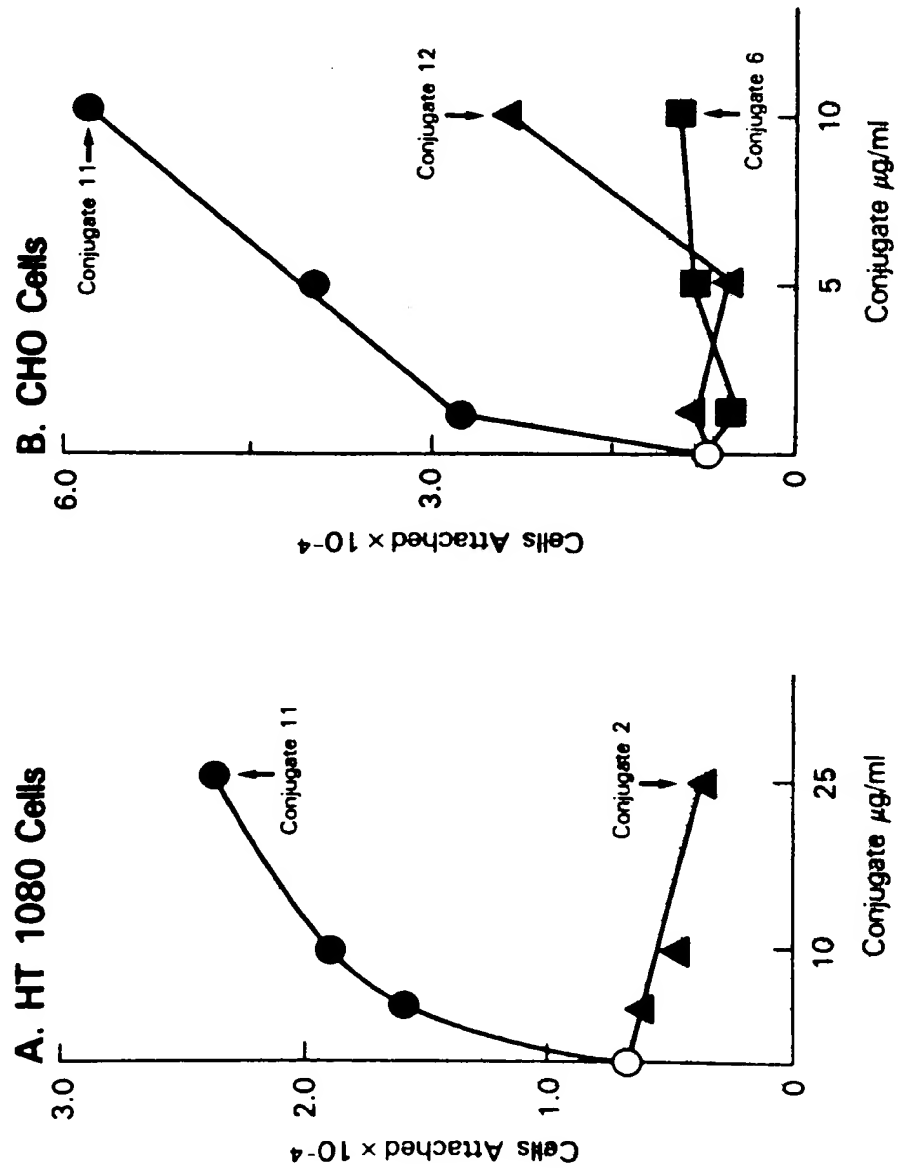 A. HT 1080 Cells
3.0
2.0
1.0
0
Cells Attached × 10⁻⁴
Conjugate 11
Conjugate 2
10
25
Conjugate µg/ml
B. CHO Cells
6.0
3.0
0
Cells Attached × 10⁻⁴
Conjugate 11
Conjugate 12
Conjugate 6
5
10
Conjugate µg/ml